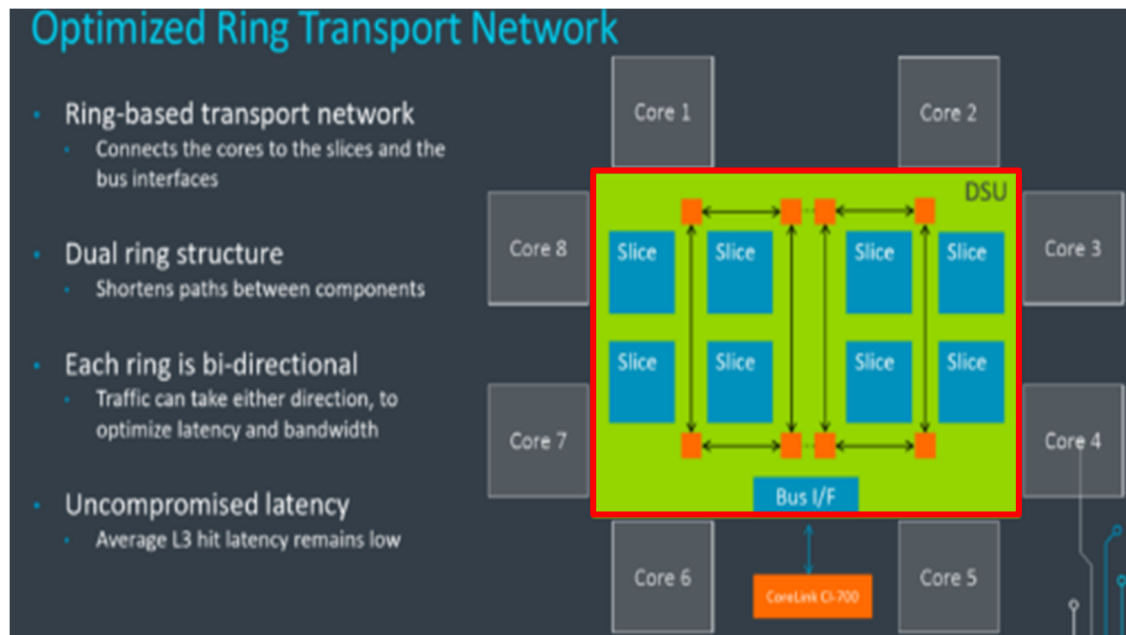 Optimized Ring Transport Network
• Ring-based transport network
• Connects the cores to the slices and the
bus interfaces
• Dual ring structure
• Shortens paths between components
• Each ring is bi-directional
• Traffic can take either direction, to
optimize latency and bandwidth
• Uncompromised latency
• Average L3 hit latency remains low
Core 1
Core 2
DSU
Core 8
Slice
Slice
Slice
Slice
Core 3
Slice
Slice
Slice
Slice
Core 7
Core 4
Bus I/F
Core 6
CoreLink CI-700
Core 5